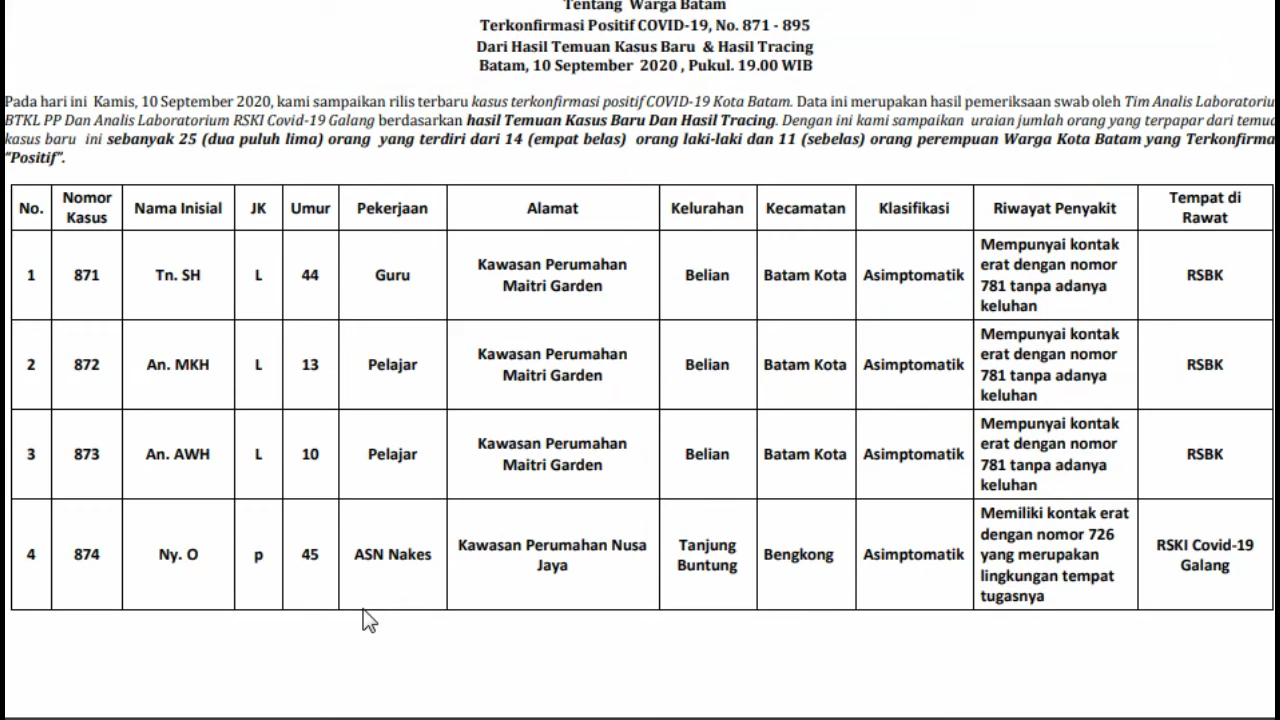 Tentang Warga Batam
Terkonfirmasi Positif COVID-19, No. 871 - 895
Dari Hasil Temuan Kasus Baru & Hasil Tracing
Batam, 10 September 2020 , Pukul. 19.00 WIB
Pada hari ini Kamis, 10 September 2020, kami sampaikan rilis terbaru kasus terkonfirmasi positif COVID-19 Kota Batam. Data ini merupakan hasil pemeriksaan swab oleh Tim Analis Laboratoriu
BTKL PP Dan Analis Laboratorium RSKI Covid-19 Galang berdasarkan hasil Temuan Kasus Baru Dan Hasil Tracing. Dengan ini kami sampaikan uraian jumlah orang yang terpapar dari temua
kasus baru ini sebanyak 25 (dua puluh lima) orang yang terdiri dari 14 (empat belas) orang laki-laki dan 11 (sebelas) orang perempuan Warga Kota Batam yang Terkonfirma
"Positif".
No. Nomor Kasus Nama Inisial JK Umur Pekerjaan Alamat Kelurahan Kecamatan Klasifikasi Riwayat Penyakit Tempat di Rawat
1 871 Tn. SH L 44 Guru Kawasan Perumahan Maitri Garden Belian Batam Kota Asimptomatik Mempunyai kontak erat dengan nomor 781 tanpa adanya keluhan RSBK
2 872 An. MKH L 13 Pelajar Kawasan Perumahan Maitri Garden Belian Batam Kota Asimptomatik Mempunyai kontak erat dengan nomor 781 tanpa adanya keluhan RSBK
3 873 An. AWH L 10 Pelajar Kawasan Perumahan Maitri Garden Belian Batam Kota Asimptomatik Mempunyai kontak erat dengan nomor 781 tanpa adanya keluhan RSBK
4 874 Ny. O p 45 ASN Nakes Kawasan Perumahan Nusa Jaya Tanjung Buntung Bengkong Asimptomatik Memiliki kontak erat dengan nomor 726 yang merupakan lingkungan tempat tugasnya RSKI Covid-19 Galang